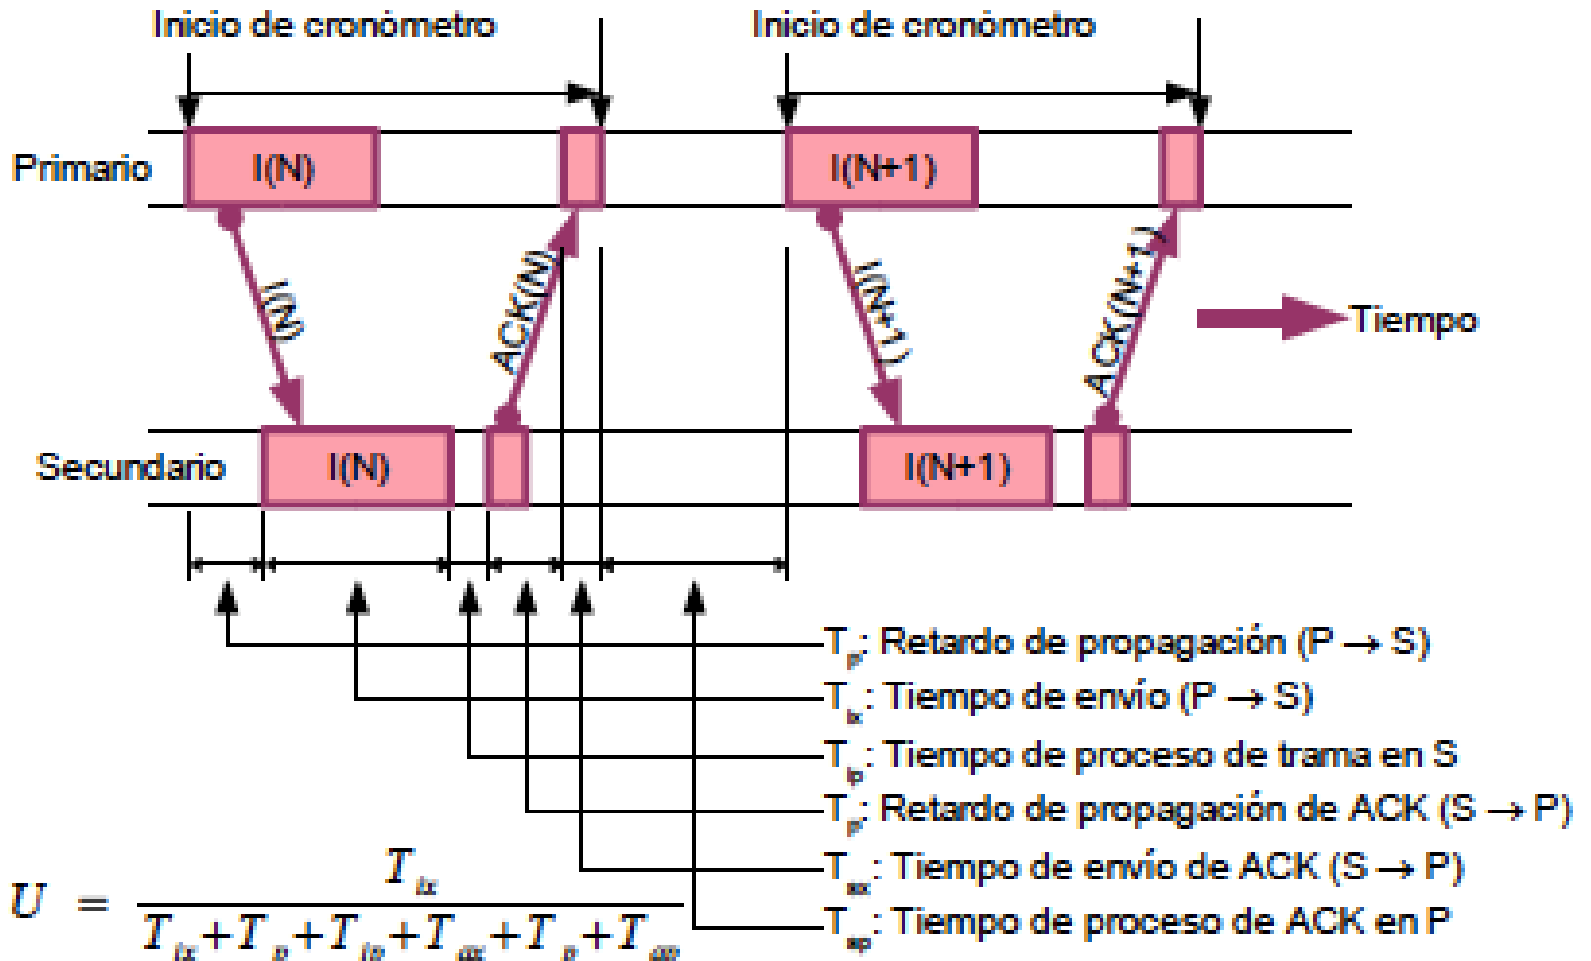 Inicio de cronómetro
Inicio de cronómetro
Primario
I(N)
I(N+1)
I(N)
ACK(N)
I(N+1)
ACK(N+1)
Tiempo
Secundario
I(N)
I(N+1)
Tp: Retardo de propagación (P → S)
Tix: Tiempo de envío (P → S)
Tip: Tiempo de proceso de trama en S
Tp: Retardo de propagación de ACK (S → P)
Tax: Tiempo de envío de ACK (S → P)
Tap: Tiempo de proceso de ACK en P
U = Tix / Tix+Tp+Tip+Tax+Tp+Tap